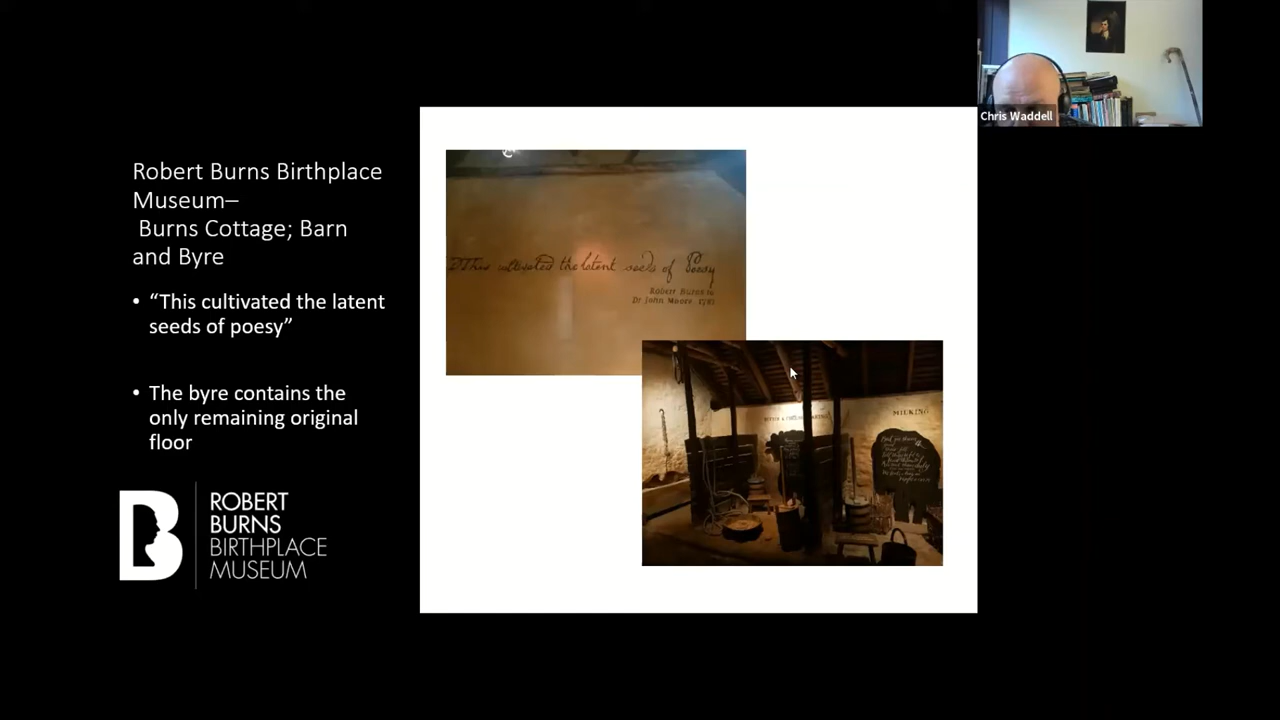 Robert Burns Birthplace
Museum–
Burns Cottage; Barn
and Byre
• “This cultivated the latent
seeds of poesy”
• The byre contains the
only remaining original
floor
ROBERT
BURNS
BIRTHPLACE
MUSEUM
This cultivated the latent seeds of Poesy
Robert Burns to
Dr John Moore
MILKING
Chris Waddell